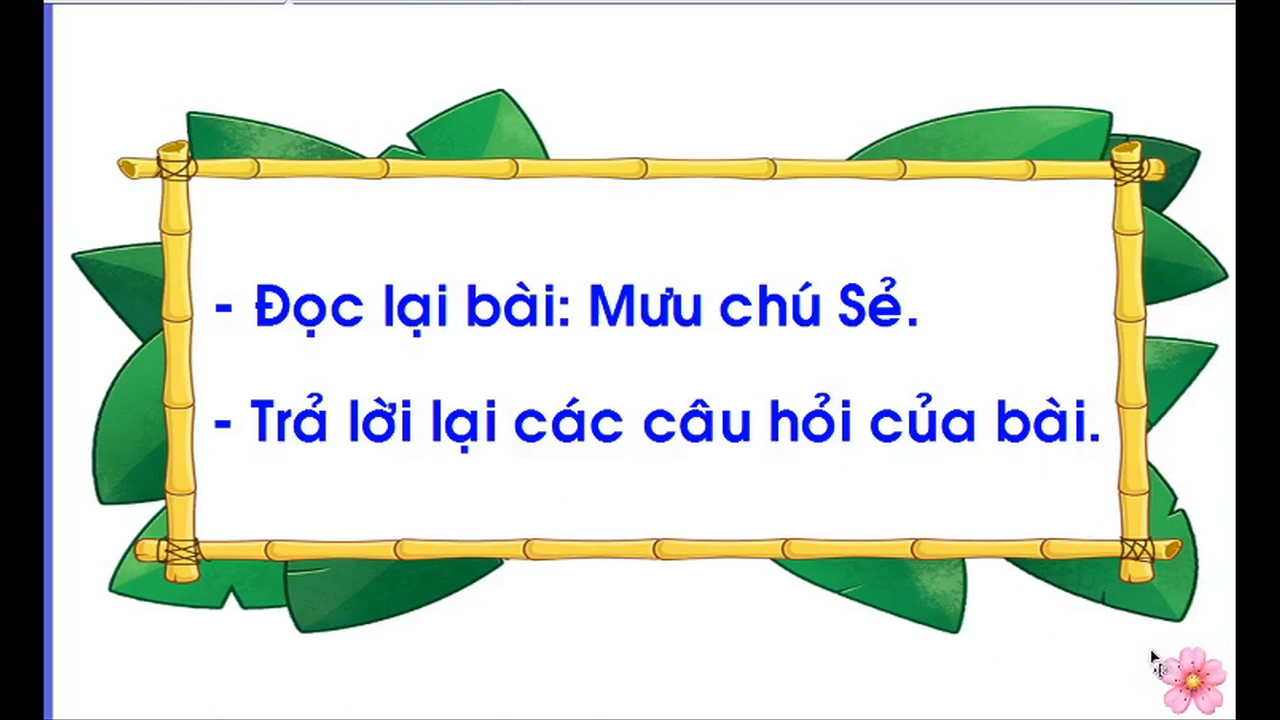 - Đọc lại bài: Mưu chú Sẻ.
- Trả lời lại các câu hỏi của bài.